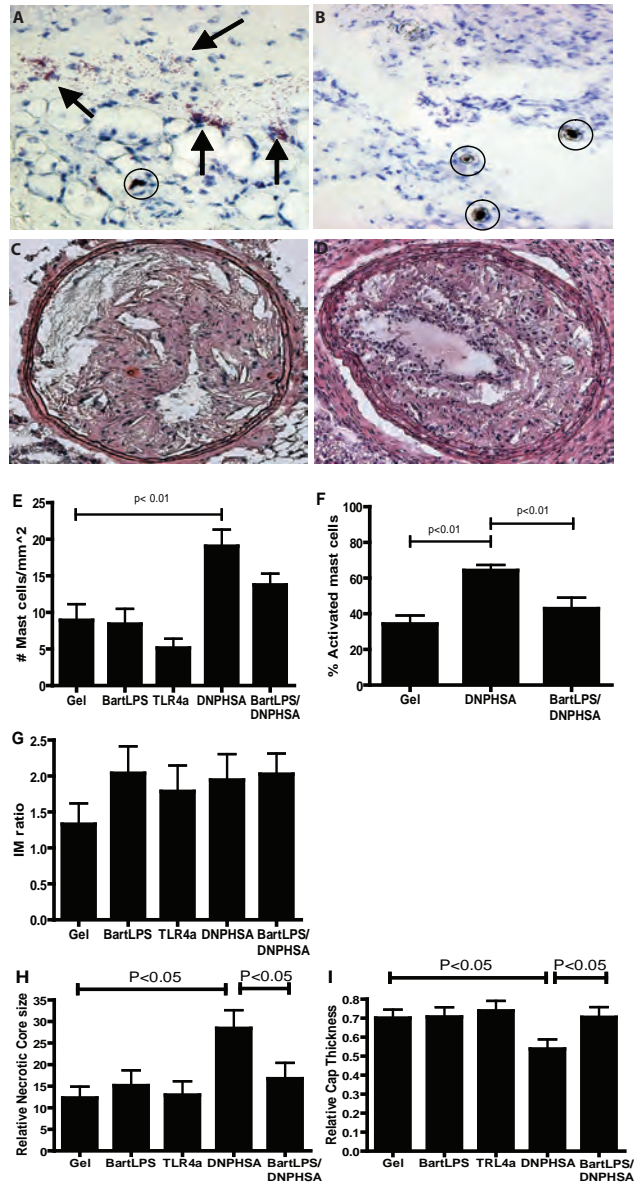 A
B
C
D
E
p< 0.01
# Mast cells/mm^2
25
20
15
10
5
0
Gel
BartLPS
TLR4a
DNPHSA
BartLPS/
DNPHSA
F
p<0.01
p<0.01
% Activated mast cells
100
80
60
40
20
0
Gel
DNPHSA
BartLPS/
DNPHSA
G
IM ratio
2.5
2.0
1.5
1.0
0.5
0.0
Gel
BartLPS
TLR4a
DNPHSA
BartLPS/
DNPHSA
H
P<0.05
P<0.05
Relative Necrotic Core size
35
30
25
20
15
10
5
0
Gel
BartLPS
TLR4a
DNPHSA
BartLPS/
DNPHSA
I
P<0.05
P<0.05
Relative Cap Thickness
0.8
0.7
0.6
0.5
0.4
0.3
0.2
0.1
0.0
Gel
BartLPS
TRL4a
DNPHSA
BartLPS/
DNPHSA